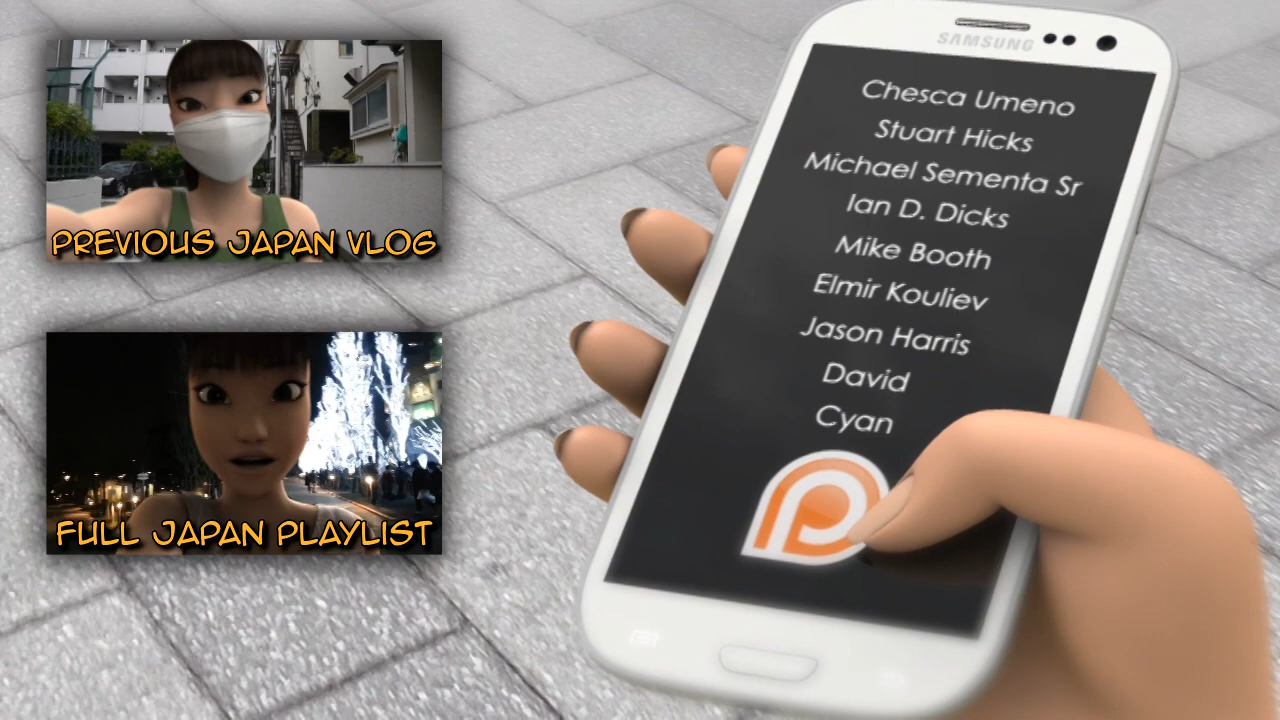 PREVIOUS JAPAN VLOG
FULL JAPAN PLAYLIST
SAMSUNG
Chesca Umeno
Stuart Hicks
Michael Sementa Sr
Ian D. Dicks
Mike Booth
Elmir Kouliev
Jason Harris
David
Cyan